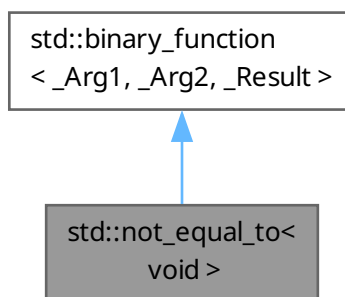 std::binary_function
< _Arg1, _Arg2, _Result >
std::not_equal_to<
void >